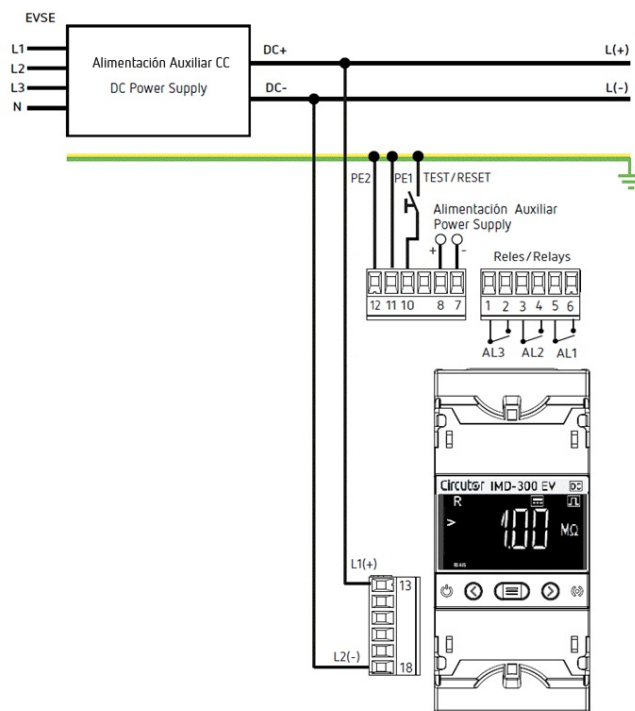 EVSE
L1
L2
L3
N
Alimentación Auxiliar CC
DC Power Supply
DC+
L(+)
DC-
L(-)
PE2
PE1
TEST/RESET
Alimentación Auxiliar
Power Supply
+ -
Reles/Relays
12 11 10 8 7
1 2 3 4 5 6
AL3 AL2 AL1
Circutor IMD-300 EV DC
R
> 1.00 MΩ
L1(+)
13
L2(-)
18